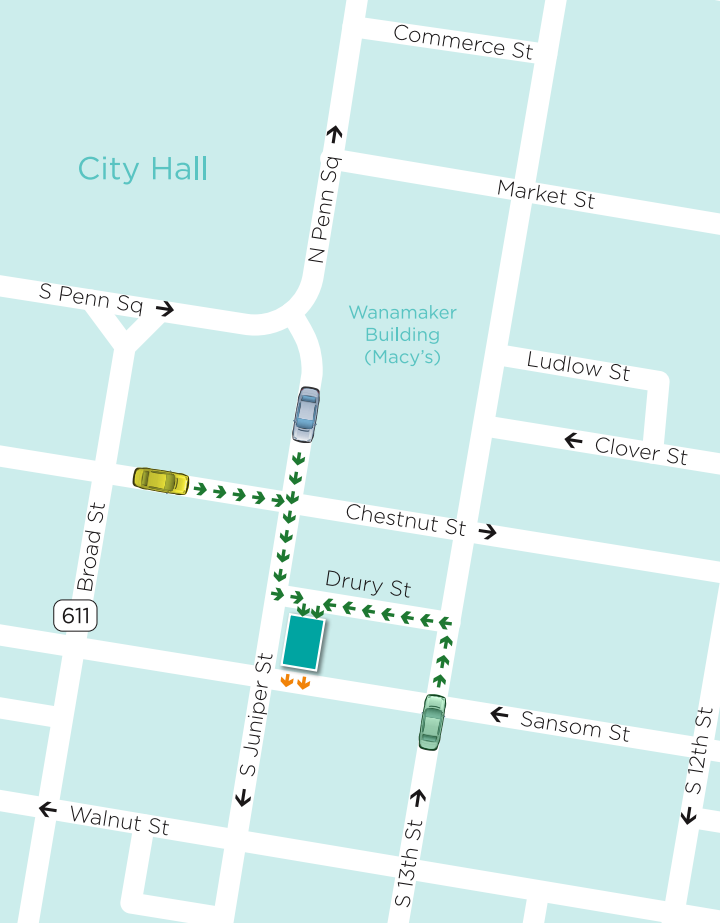 Commerce St
City Hall
Market St
N Penn Sq
S Penn Sq
Wanamaker
Building
(Macy's)
Ludlow St
Clover St
Chestnut St
Broad St
Drury St
611
S Juniper St
Sansom St
S 12th St
Walnut St
S 13th St